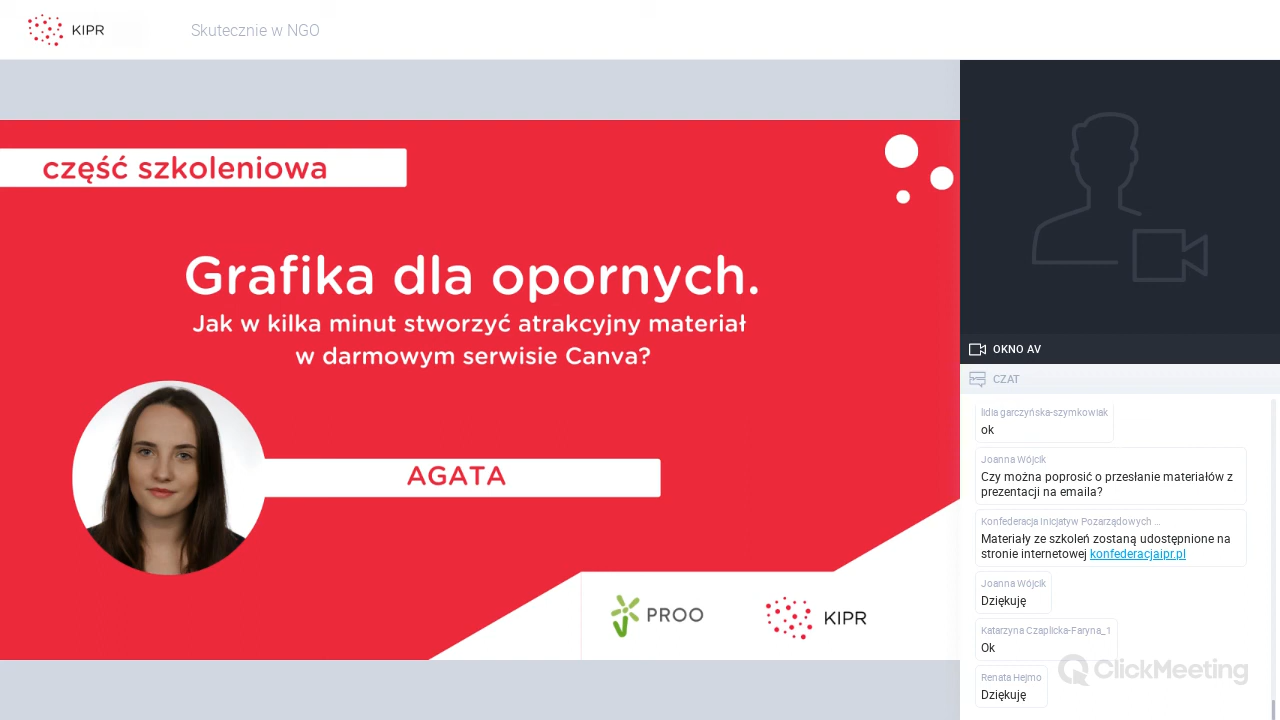 KIPR
Skutecznie w NGO
część szkoleniowa
Grafika dla opornych.
Jak w kilka minut stworzyć atrakcyjny materiał
w darmowym serwisie Canva?
AGATA
PROO
KIPR
OKNO AV
CZAT
lidia garczyńska-szymkowiak
ok
Joanna Wójcik
Czy można poprosić o przesłanie materiałów z
prezentacji na emaila?
Konfederacja Inicjatyw Pozarządowych ...
Materiały ze szkoleń zostaną udostępnione na
stronie internetowej konfederacjaipr.pl
Joanna Wójcik
Dziękuję
Katarzyna Czaplicka-Faryna_1
Ok
ClickMeeting
Renata Hejmo
Dziękuję